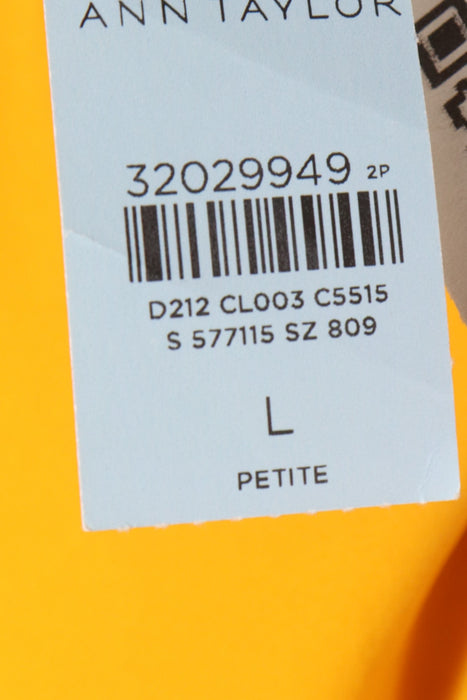 ANN TAYLOR
32029949 2P
D212 CL003 C5515
S 577115 SZ 809
L
PETITE